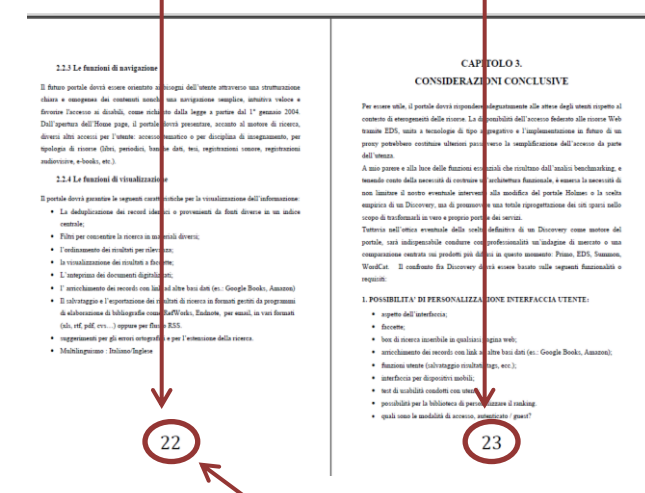 2.2.3 Le funzioni di navigazione
Il futuro portale dovrà essere orientato ai bisogni dell'utente attraverso una strutturazione
chiara e omogenea dei contenuti nonché una navigazione semplice, intuitiva veloce e
favorire l'accesso ai disabili, come richiesto dalla legge a partire dal 1° gennaio 2004.
Dall'apertura dell'Home page, il portale dovrà presentare, accanto al motore di ricerca,
diversi altri accessi per l'utente: accesso tematico o per disciplina di insegnamento, per
tipologia di risorse (libri, periodici, banche dati, tesi, registrazioni sonore, registrazioni
audiovisive, e-books, etc.).
2.2.4 Le funzioni di visualizzazione
Il portale dovrà garantire le seguenti caratteristiche per la visualizzazione dell'informazione:
• La deduplicazione dei record identici o provenienti da fonti diverse in un indice
centrale;
• Filtri per consentire la ricerca in materiali diversi;
• l'ordinamento dei risultati per rilevanza;
• la visualizzazione dei risultati a faccette;
• L'anteprima dei documenti digitalizzati;
• l' arricchimento dei records con link ad altre basi dati (es.: Google Books, Amazon)
• Il salvataggio e l'esportazione dei risultati di ricerca in formati gestiti da programmi
di elaborazione di bibliografie come RefWorks, Endnote, per email, in vari formati
(xls, rtf, pdf, cvs…) oppure per flusso RSS.
• suggerimenti per gli errori ortografici e per l'estensione della ricerca.
• Multilinguismo : Italiano/Inglese
22
CAPITOLO 3.
CONSIDERAZIONI CONCLUSIVE
Per essere utile, il portale dovrà rispondere adeguatamente alle attese degli utenti rispetto al
contesto di eterogeneità delle risorse. La disponibilità dell'accesso federato alle risorse Web
tramite EDS, unita a tecnologie di tipo aggregativo e l'implementazione in futuro di un
proxy potrebbero costituire ulteriori passi verso la semplificazione dell'accesso da parte
dell'utenza.
A mio parere e alla luce delle funzioni essenziali che risultano dall'analisi benchmarking, e
tenendo conto della necessità di costruire un'architettura funzionale, è emersa la necessità di
non limitare il nostro eventuale intervento alla modifica del portale Holmes o la scelta
empirica di un Discovery, ma di promuovere una totale riprogettazione dei siti sparsi nello
scopo di trasformarli in vero e proprio portale dei servizi.
Tuttavia nell'ottica eventuale della scelta definitiva di un Discovery come motore del
portale, sarà indispensabile condurre con professionalità un'indagine di mercato o una
comparazione centrata sui prodotti più diffusi in questo momento: Primo, EDS, Summon,
WordCat. Il confronto fra Discovery dovrà essere basato sulle seguenti funzionalità o
requisiti:
1. POSSIBILITA' DI PERSONALIZZAZIONE INTERFACCIA UTENTE:
• aspetto dell'interfaccia;
• faccette;
• box di ricerca inseribile in qualsiasi pagina web;
• arricchimento dei records con link ad altre basi dati (es.: Google Books, Amazon);
• funzioni utente (salvataggio risultati, tags, ecc.);
• interfaccia per dispositivi mobili;
• test di usabilità condotti con utenti
• possibilità per la biblioteca di personalizzare il ranking.
• quali sono le modalità di accesso, autenticato / guest?
23